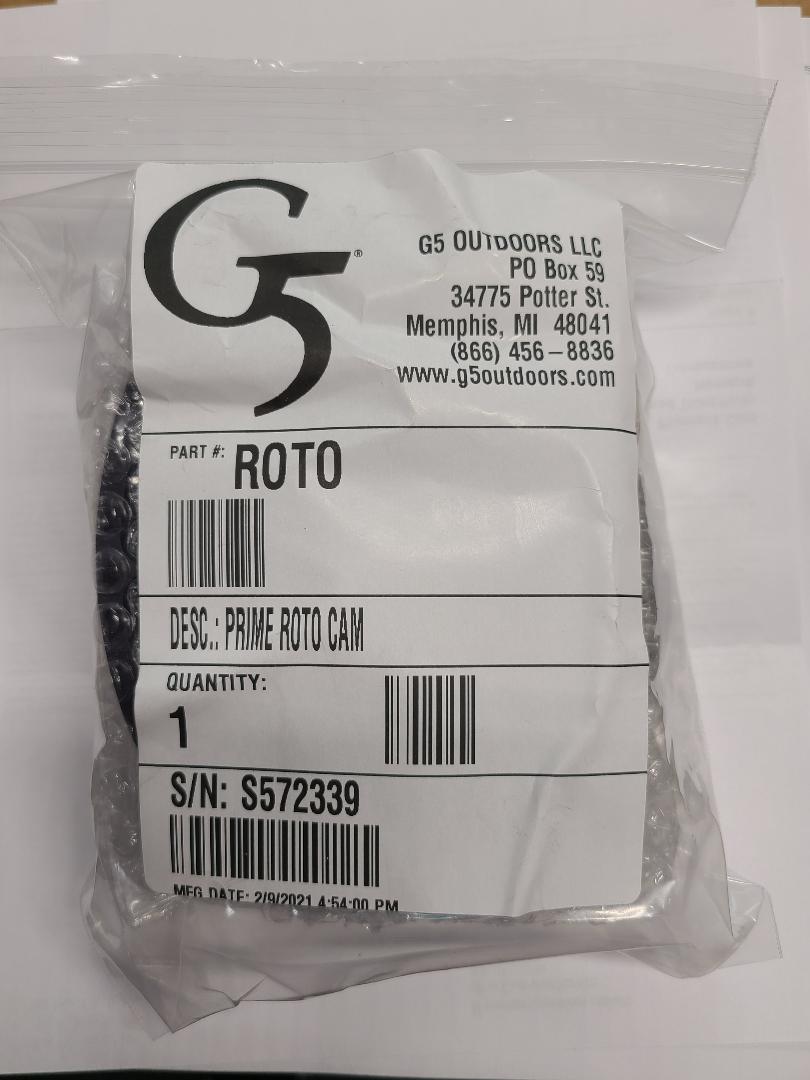 G5®
G5 OUTDOORS LLC
PO Box 59
34775 Potter St.
Memphis, MI 48041
(866) 456-8836
www.g5outdoors.com
PART #: ROTO
DESC.: PRIME ROTO CAM
QUANTITY:
1
S/N: S572339
MFG DATE: 2/9/2021 4:54:00 PM